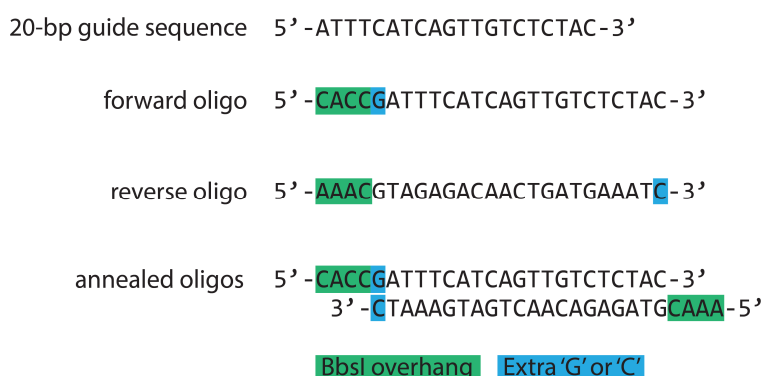 20-bp guide sequence 5’-ATTTCATCAGTTGTCTCTAC-3’
forward oligo 5’-CACCGATTTCATCAGTTGTCTCTAC-3’
reverse oligo 5’-AAACGTAGAGACAACTGATGAAATC-3’
annealed oligos 5’-CACCGATTTCATCAGTTGTCTCTAC-3’
3’-CTAAAGTAGTCAACAGAGATGCAAA-5’
BbsI overhang Extra ‘G’ or ‘C’